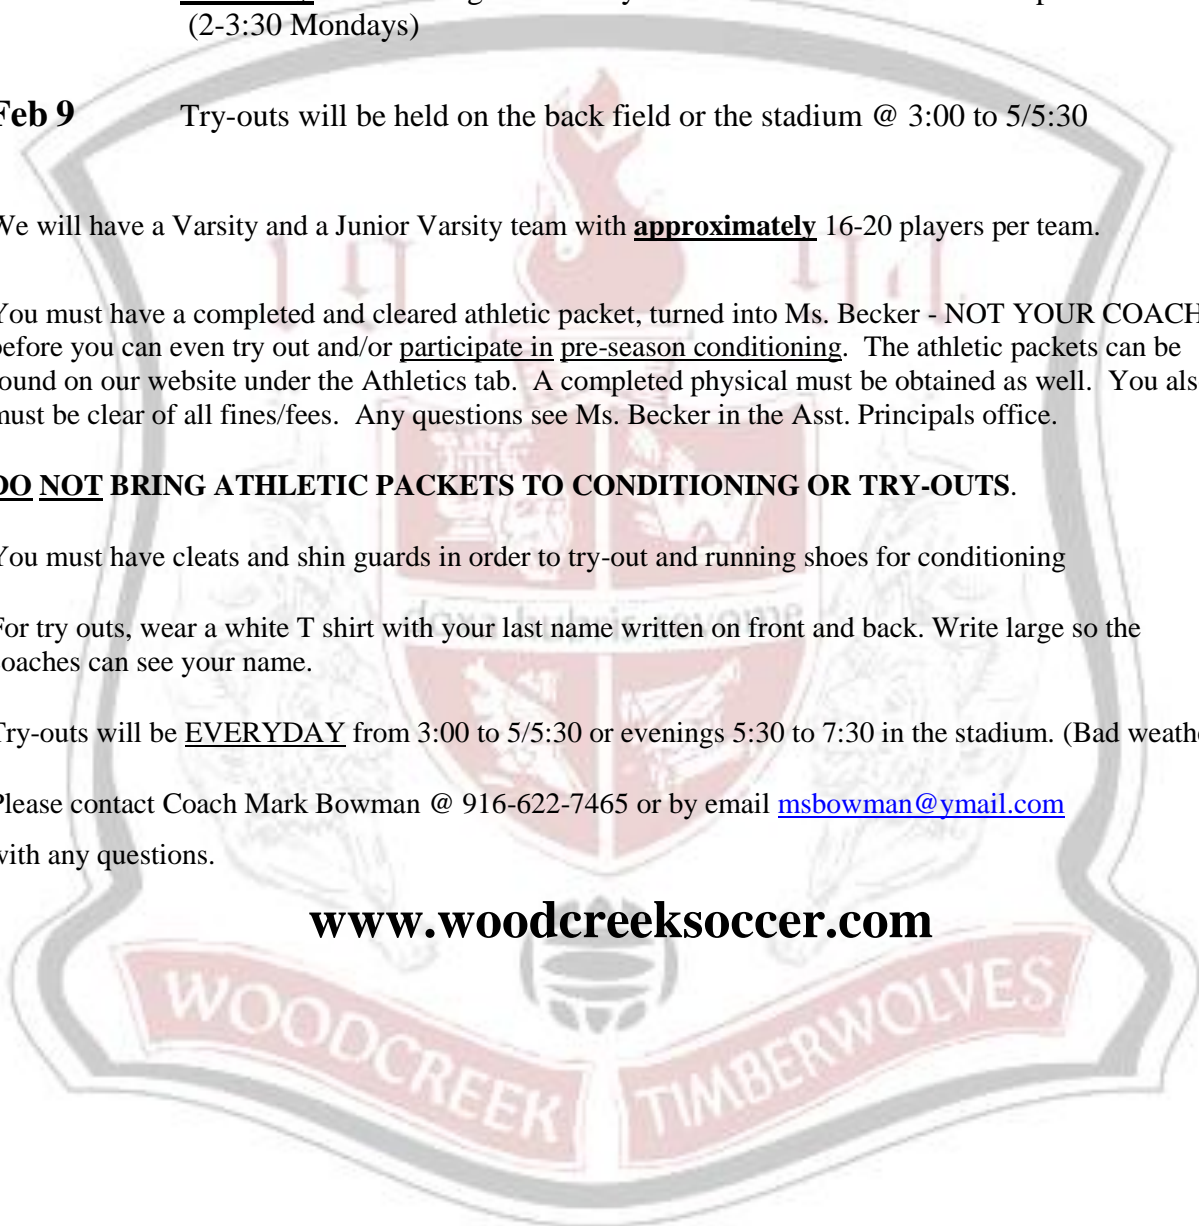 (2-3:30 Mondays)
Feb 9 Try-outs will be held on the back field or the stadium @ 3:00 to 5/5:30
We will have a Varsity and a Junior Varsity team with approximately 16-20 players per team.
You must have a completed and cleared athletic packet, turned into Ms. Becker - NOT YOUR COACH
before you can even try out and/or participate in pre-season conditioning. The athletic packets can be
found on our website under the Athletics tab. A completed physical must be obtained as well. You als
must be clear of all fines/fees. Any questions see Ms. Becker in the Asst. Principals office.
DO NOT BRING ATHLETIC PACKETS TO CONDITIONING OR TRY-OUTS.
You must have cleats and shin guards in order to try-out and running shoes for conditioning
For try outs, wear a white T shirt with your last name written on front and back. Write large so the
coaches can see your name.
Try-outs will be EVERYDAY from 3:00 to 5/5:30 or evenings 5:30 to 7:30 in the stadium. (Bad weathe
Please contact Coach Mark Bowman @ 916-622-7465 or by email msbowman@ymail.com
with any questions.
www.woodcreeksoccer.com
WOODCREEK TIMBERWOLVES